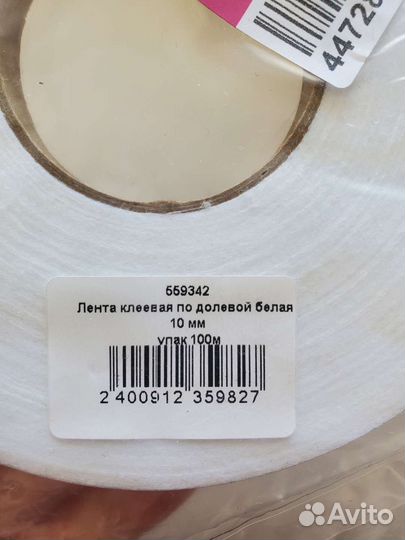 44728
559342
Лента клеевая по долевой белая
10 мм
упак 100м
2 400912 359827
Avito